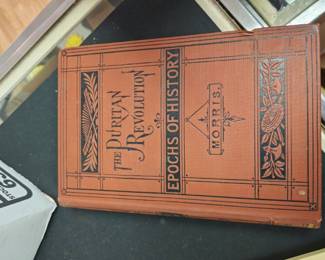 THE PURITAN
REVOLUTION
EPOCHS OF HISTORY
MORRIS.